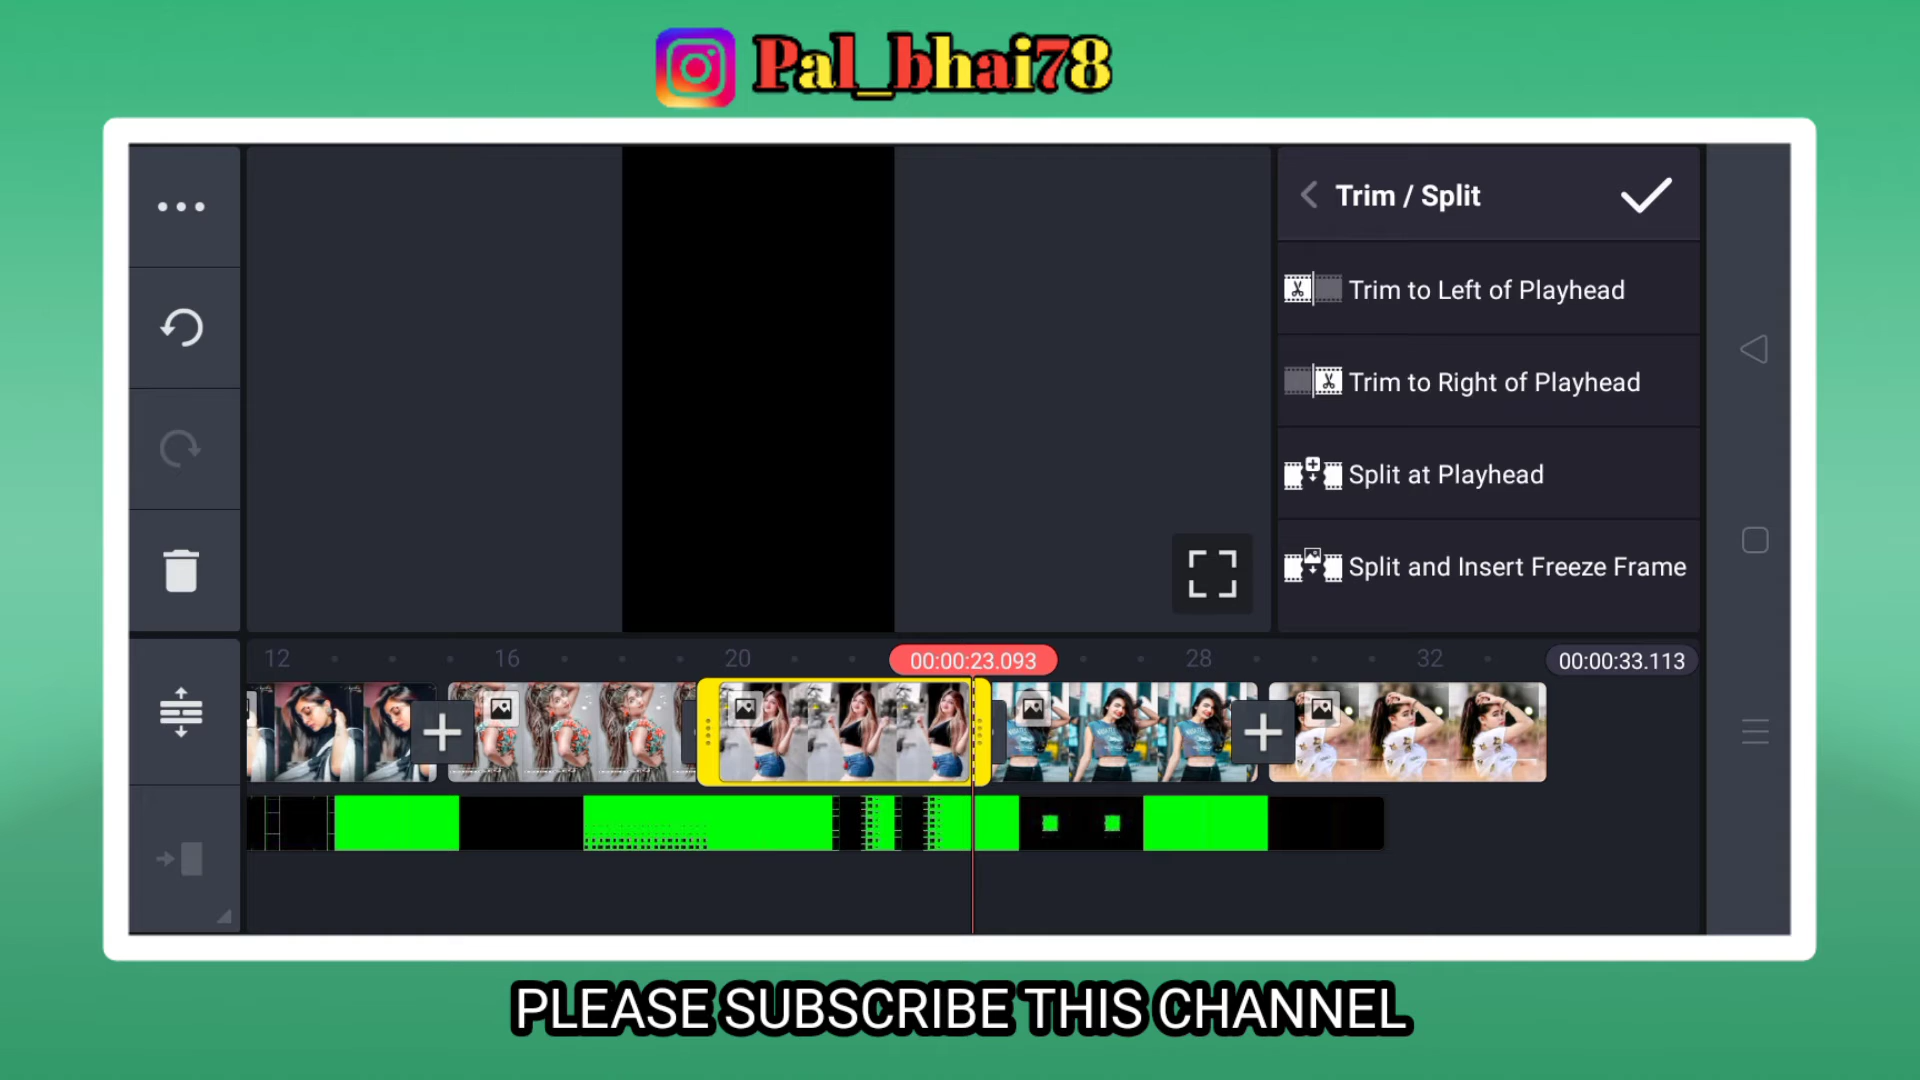 Pal_bhai78
Trim / Split
Trim to Left of Playhead
Trim to Right of Playhead
Split at Playhead
Split and Insert Freeze Frame
12
16
20
00:00:23.093
28
32
00:00:33.113
PLEASE SUBSCRIBE THIS CHANNEL